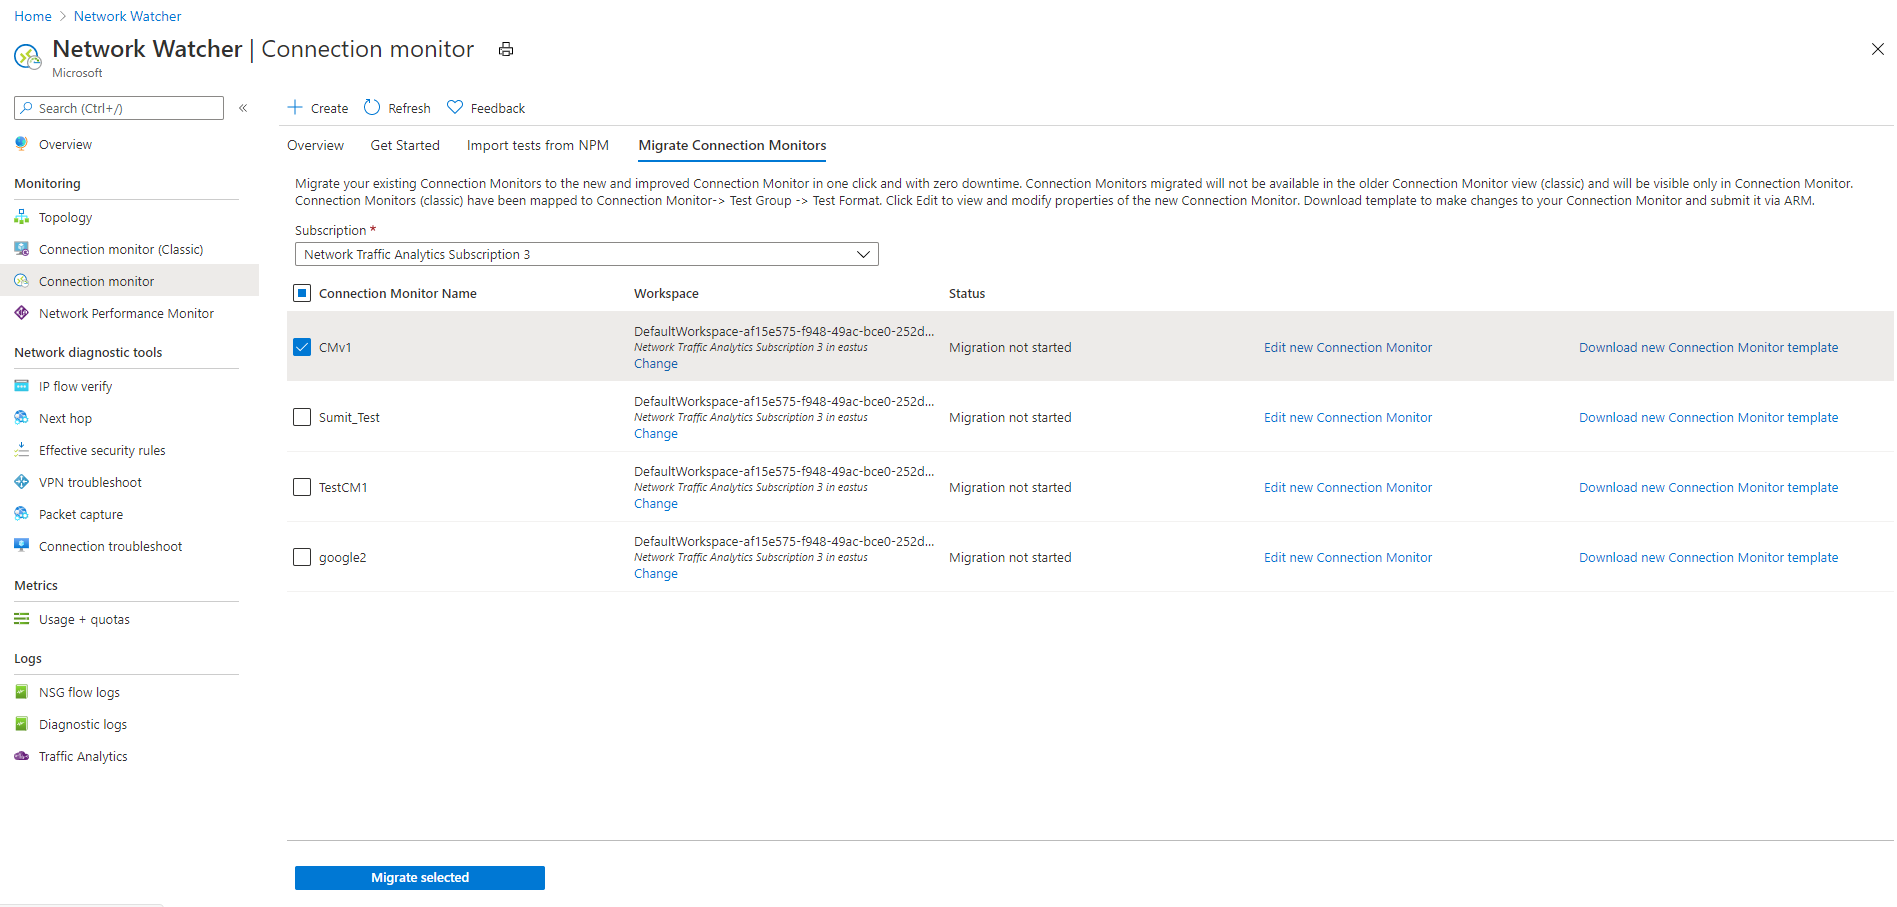 Home > Network Watcher
Network Watcher | Connection monitor
Microsoft
Search (Ctrl+/)
«
Overview
Monitoring
Topology
Connection monitor (Classic)
Connection monitor
Network Performance Monitor
Network diagnostic tools
IP flow verify
Next hop
Effective security rules
VPN troubleshoot
Packet capture
Connection troubleshoot
Metrics
Usage + quotas
Logs
NSG flow logs
Diagnostic logs
Traffic Analytics
Create Refresh Feedback
Overview Get Started Import tests from NPM Migrate Connection Monitors
Migrate your existing Connection Monitors to the new and improved Connection Monitor in one click and with zero downtime. Connection Monitors migrated will not be available in the older Connection Monitor view (classic) and will be visible only in Connection Monitor.
Connection Monitors (classic) have been mapped to Connection Monitor-> Test Group -> Test Format. Click Edit to view and modify properties of the new Connection Monitor. Download template to make changes to your Connection Monitor and submit it via ARM.
Subscription *
Network Traffic Analytics Subscription 3
Connection Monitor Name Workspace Status
DefaultWorkspace-af15e575-f948-49ac-bce0-252d...
CMv1 Network Traffic Analytics Subscription 3 in eastus Migration not started Edit new Connection Monitor Download new Connection Monitor template
Change
DefaultWorkspace-af15e575-f948-49ac-bce0-252d...
Sumit_Test Network Traffic Analytics Subscription 3 in eastus Migration not started Edit new Connection Monitor Download new Connection Monitor template
Change
DefaultWorkspace-af15e575-f948-49ac-bce0-252d...
TestCM1 Network Traffic Analytics Subscription 3 in eastus Migration not started Edit new Connection Monitor Download new Connection Monitor template
Change
DefaultWorkspace-af15e575-f948-49ac-bce0-252d...
google2 Network Traffic Analytics Subscription 3 in eastus Migration not started Edit new Connection Monitor Download new Connection Monitor template
Change
Migrate selected